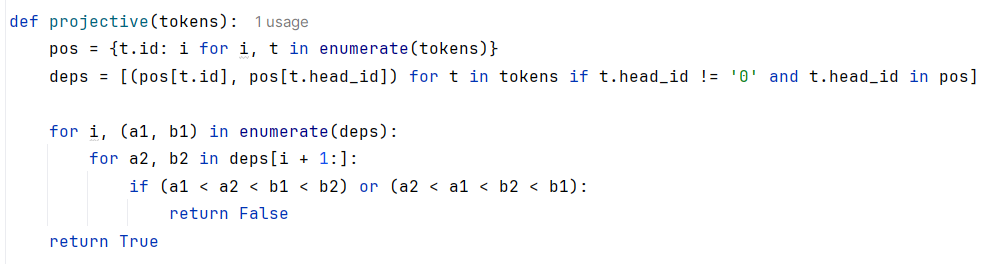 def projective(tokens): 1 usage
    pos = {t.id: i for i, t in enumerate(tokens)}
    deps = [(pos[t.id], pos[t.head_id]) for t in tokens if t.head_id != '0' and t.head_id in pos]

    for i, (a1, b1) in enumerate(deps):
        for a2, b2 in deps[i + 1:]:
            if (a1 < a2 < b1 < b2) or (a2 < a1 < b2 < b1):
                return False
    return True